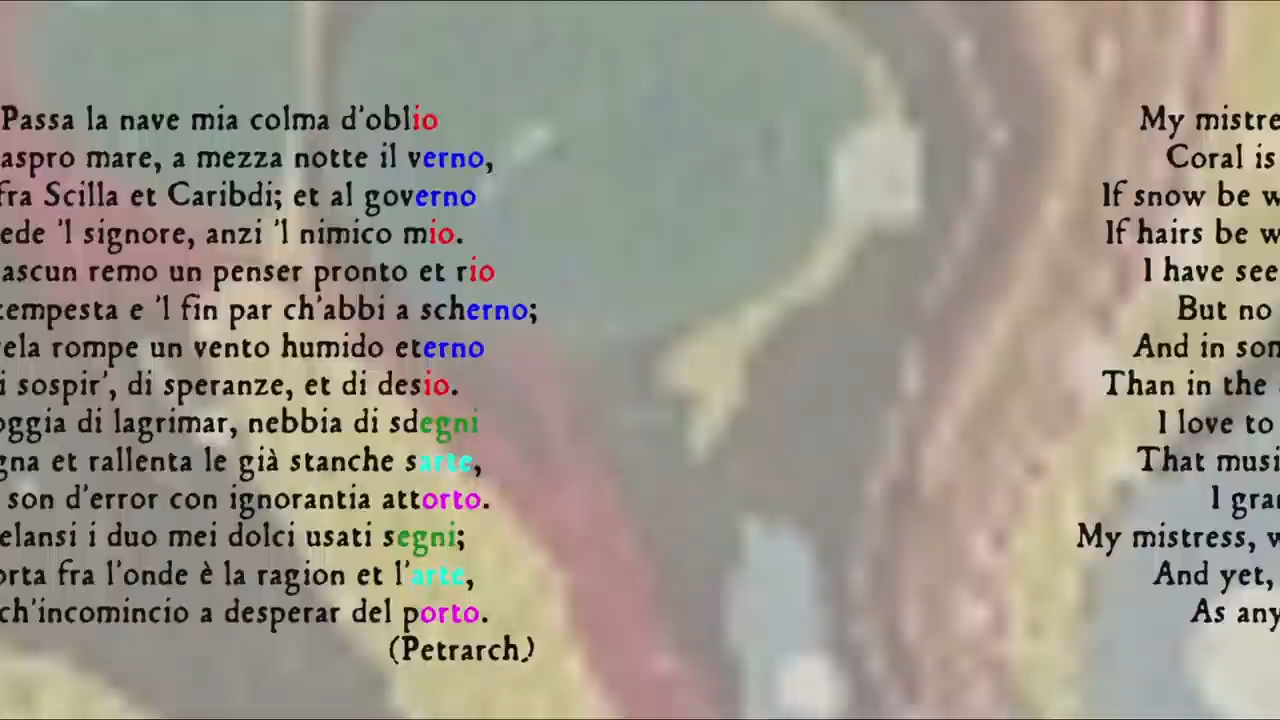 Passa la nave mia colma d'oblio
aspro mare, a mezza notte il verno,
fra Scilla et Caribdi; et al governo
ede 'l signore, anzi 'l nimico mio.
ascun remo un penser pronto et rio
tempesta e 'l fin par ch'abbi a scherno;
vela rompe un vento humido eterno
i sospir', di speranze, et di desio.
oggia di lagrimar, nebbia di sdegni
gna et rallenta le già stanche sarte,
son d'error con ignorantia attorto.
elansi i duo mei dolci usati segni;
orta fra l'onde è la ragion et l'arte,
ch'incomincio a desperar del porto.
(Petrarch.)
My mistre
Coral is
If snow be w
If hairs be w
I have see
But no
And in som
Than in the
I love to
That musi
I gran
My mistress, w
And yet,
As any